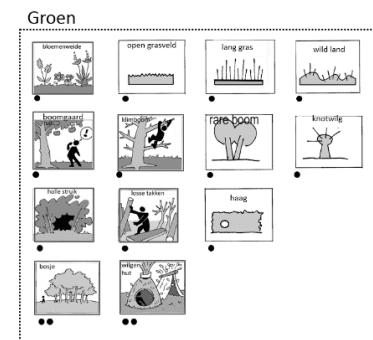 Groen
bloemenweide
open grasveld
lang gras
wild land
boomgaard
klimboom
rare boom
knotwilg
holle struik
losse takken
haag
bosje
wilgen
hut